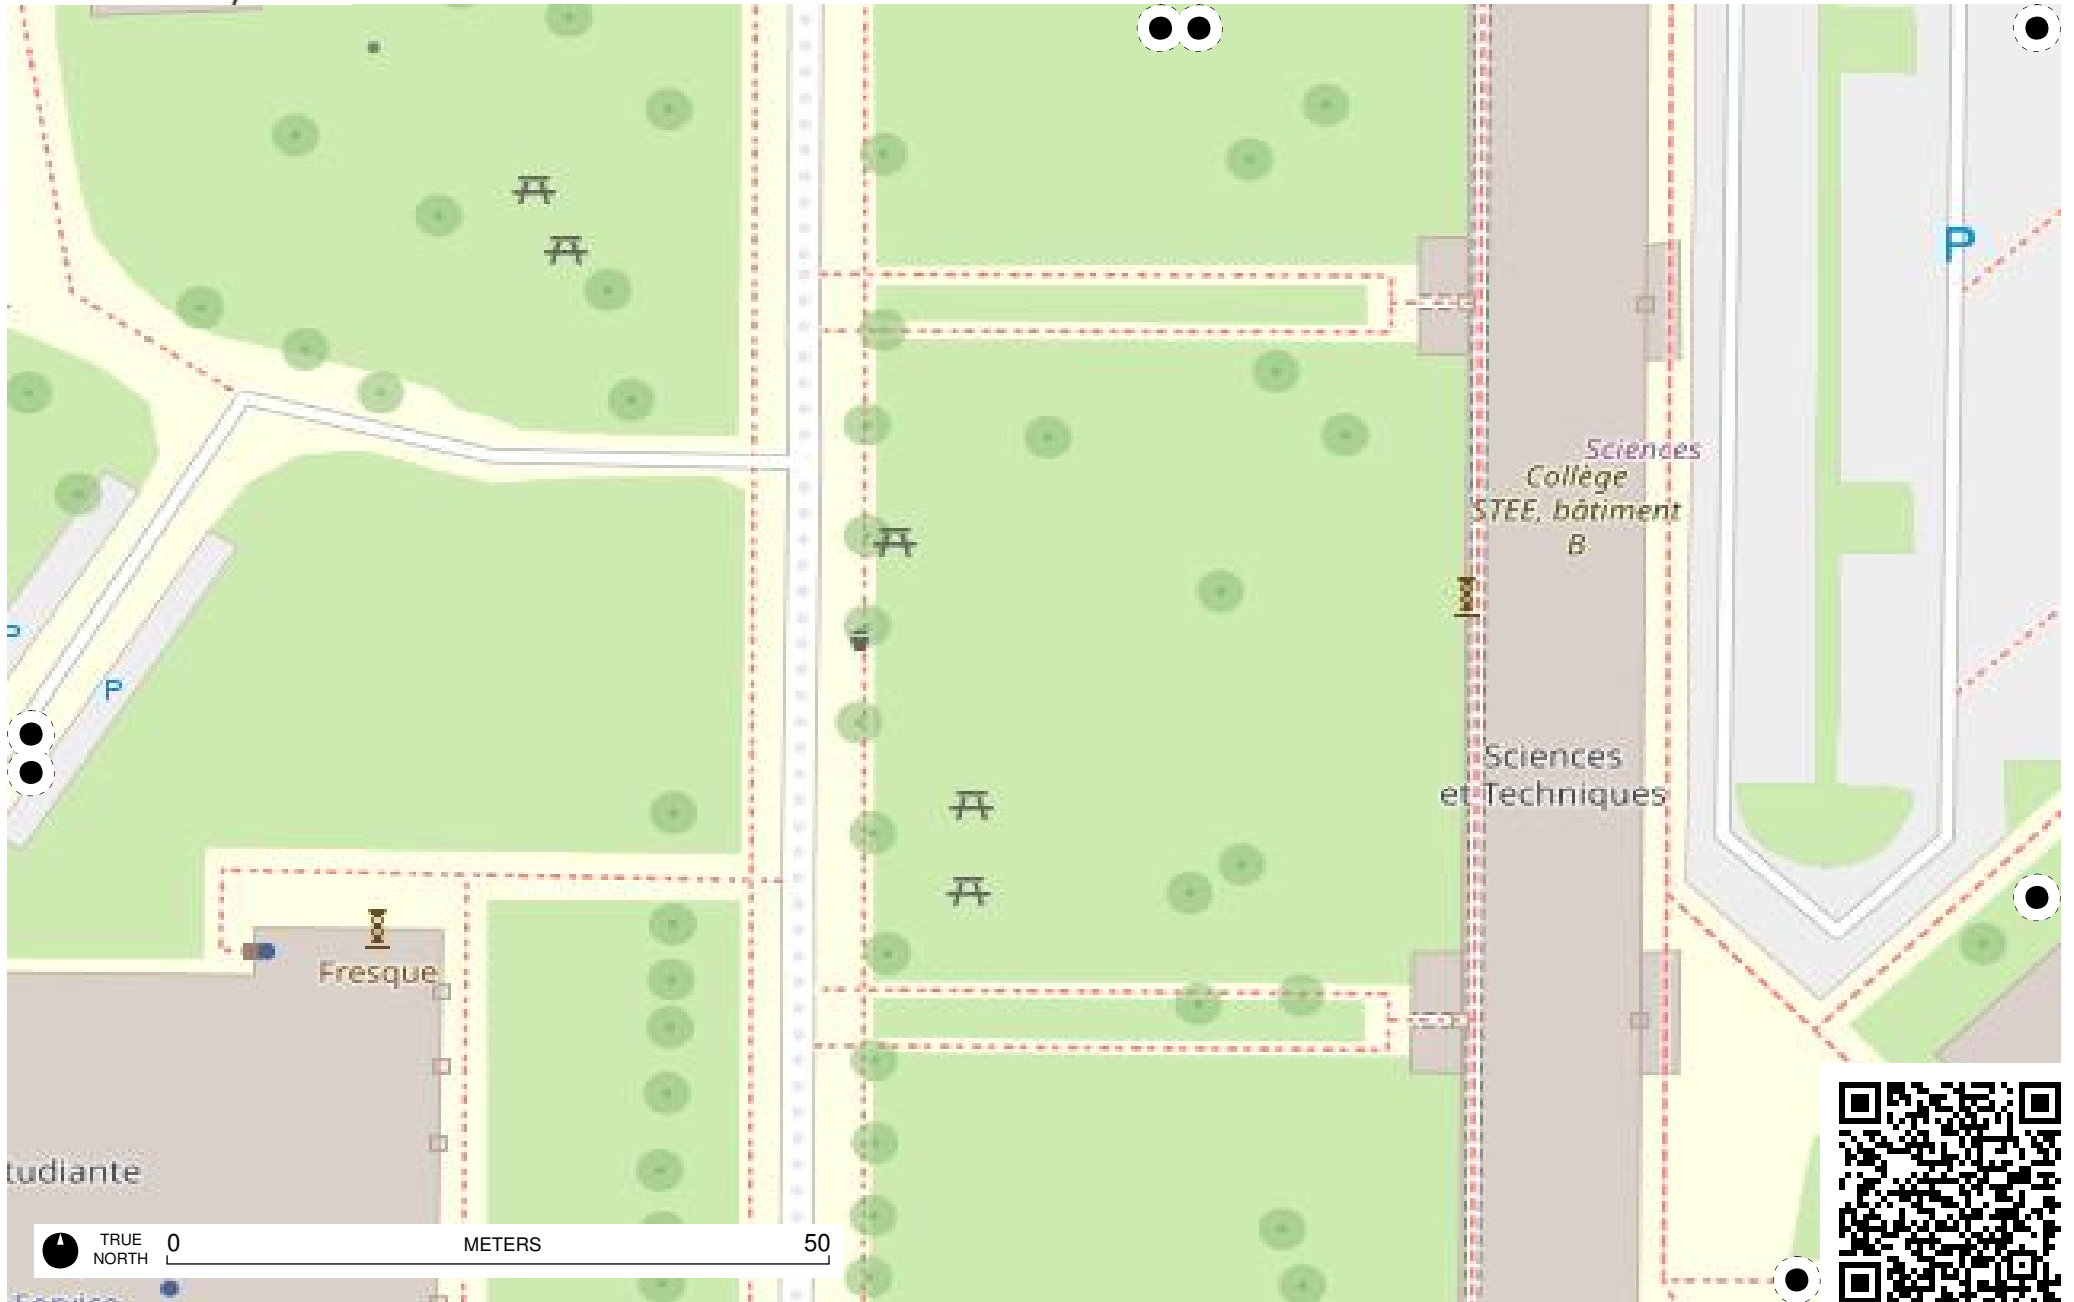 P
Sciences
Collège
STEE, bâtiment
B
P
P
Sciences
et Techniques
Fresque
tudiante
TRUE
NORTH
0 METERS 50